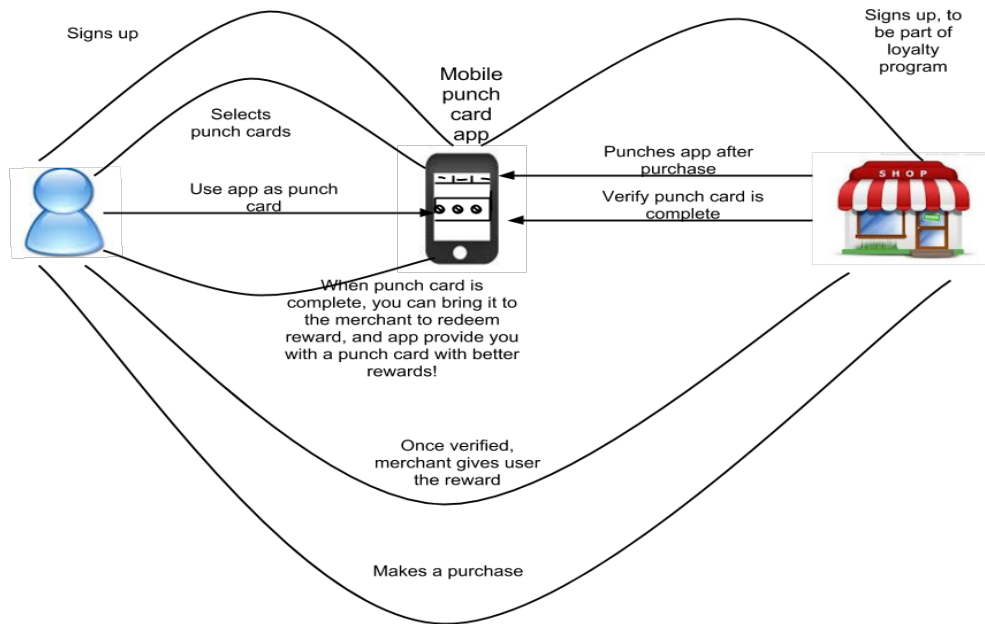 Signs up
Signs up, to
be part of
loyalty
program
Mobile
punch
card
app
Selects
punch cards
Punches app after
purchase
SHOP
Use app as punch
card
Verify punch card is
complete
When punch card is
complete, you can bring it to
the merchant to redeem
reward, and app provide you
with a punch card with better
rewards!
Once verified,
merchant gives user
the reward
Makes a purchase